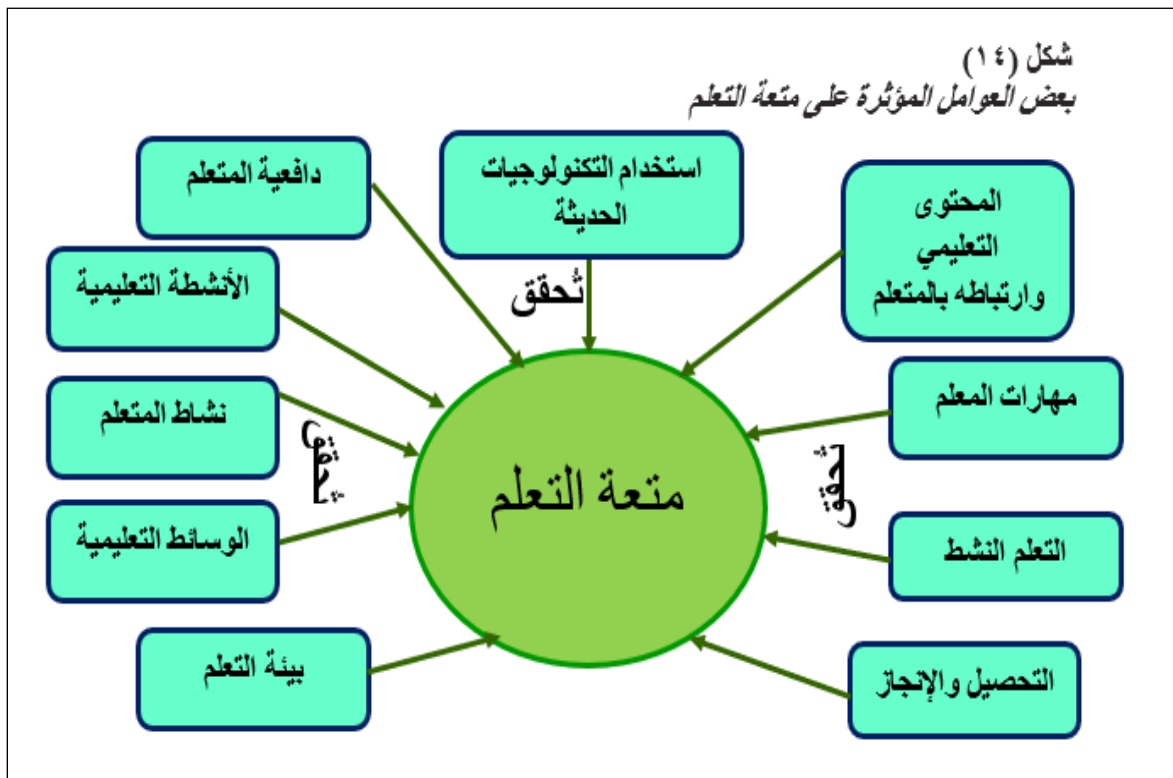 شكل (١٤)
بعض العوامل المؤثرة على متعة التعلم
استخدام التكنولوجيات
الحديثة
دافعية المتعلم
المحتوى
التعليمي
وارتباطه بالمتعلم
الأنشطة التعليمية
تُحقق
مهارات المعلم
نشاط المتعلم
تُحقق
تُحقق
متعة التعلم
الوسائط التعليمية
التعلم النشط
بيئة التعلم
التحصيل والإنجاز